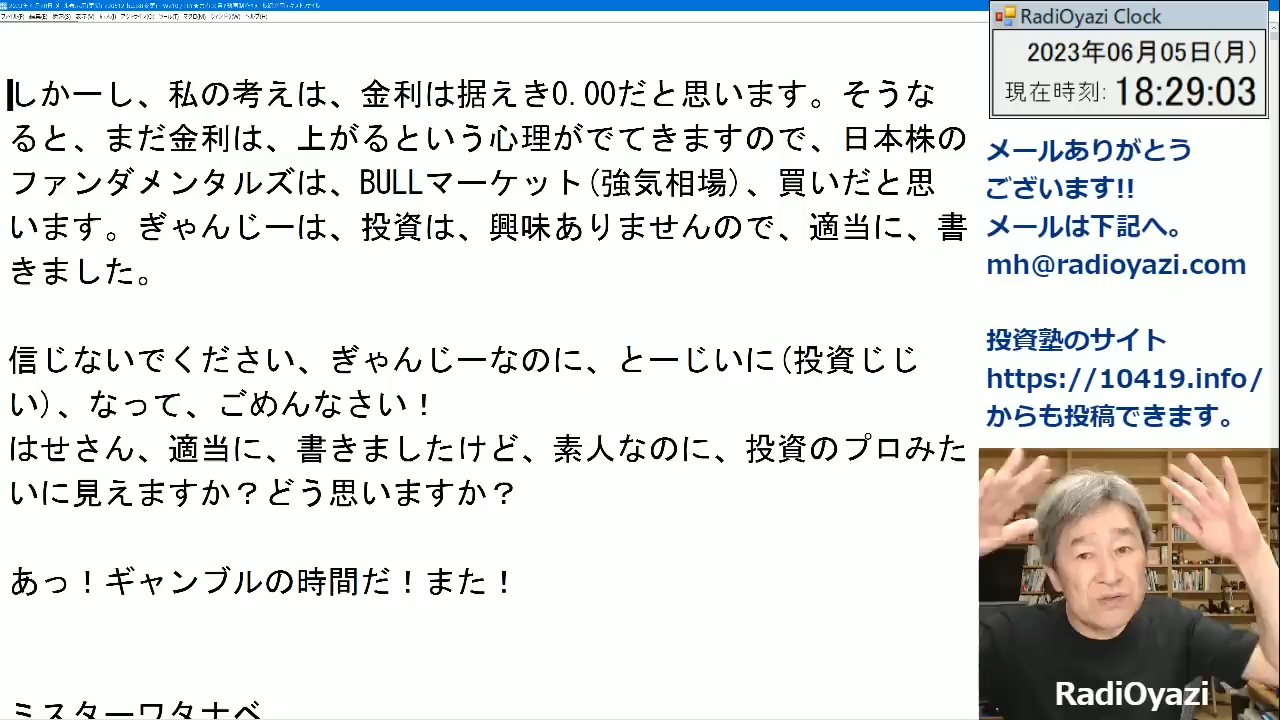 しかーし、私の考えは、金利は据えき0.00だと思います。そうな
ると、まだ金利は、上がるという心理がでてきますので、日本株の
ファンダメンタルズは、BULLマーケット(強気相場)、買いだと思
います。ぎゃんじーは、投資は、興味ありませんので、適当に、書
きました。
信じないでください、ぎゃんじーなのに、とーじいに(投資じじ
い)、なって、ごめんなさい！
はせさん、適当に、書きましたけど、素人なのに、投資のプロみた
いに見えますか？どう思いますか？
あっ！ギャンブルの時間だ！また！
ミスターワタナベ
RadiOyazi Clock
2023年06月05日(月)
現在時刻: 18:29:03
メールありがとう
ございます!!
メールは下記へ。
mh@radioyazi.com
投資塾のサイト
https://10419.info/
からも投稿できます。
RadiOyazi